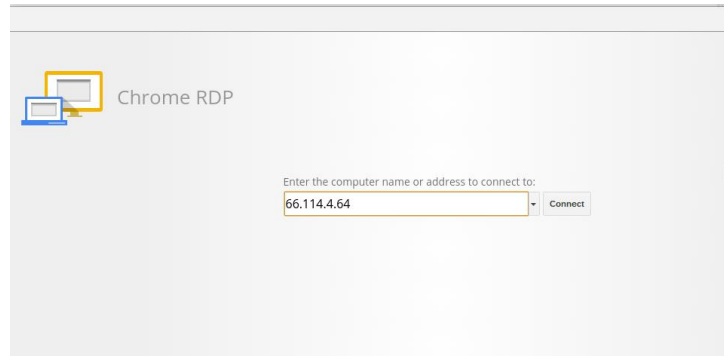 Chrome RDP
Enter the computer name or address to connect to:
66.114.4.64
Connect